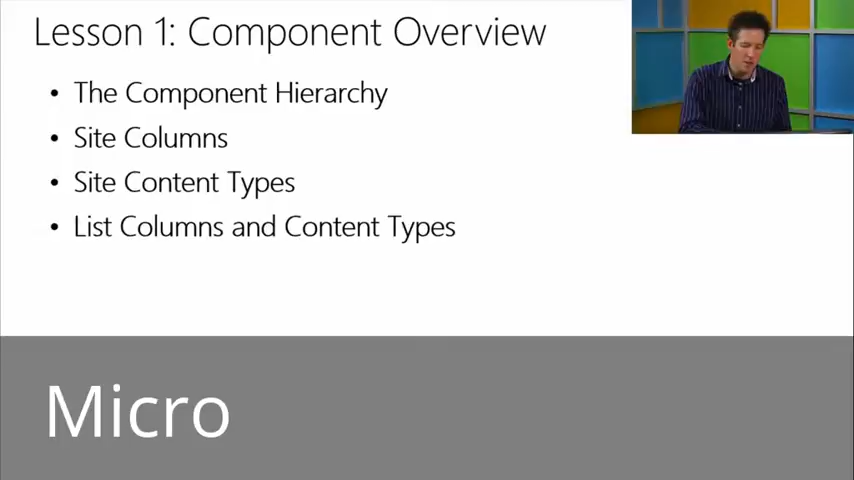 Lesson 1: Component Overview
• The Component Hierarchy
• Site Columns
• Site Content Types
• List Columns and Content Types
Micro